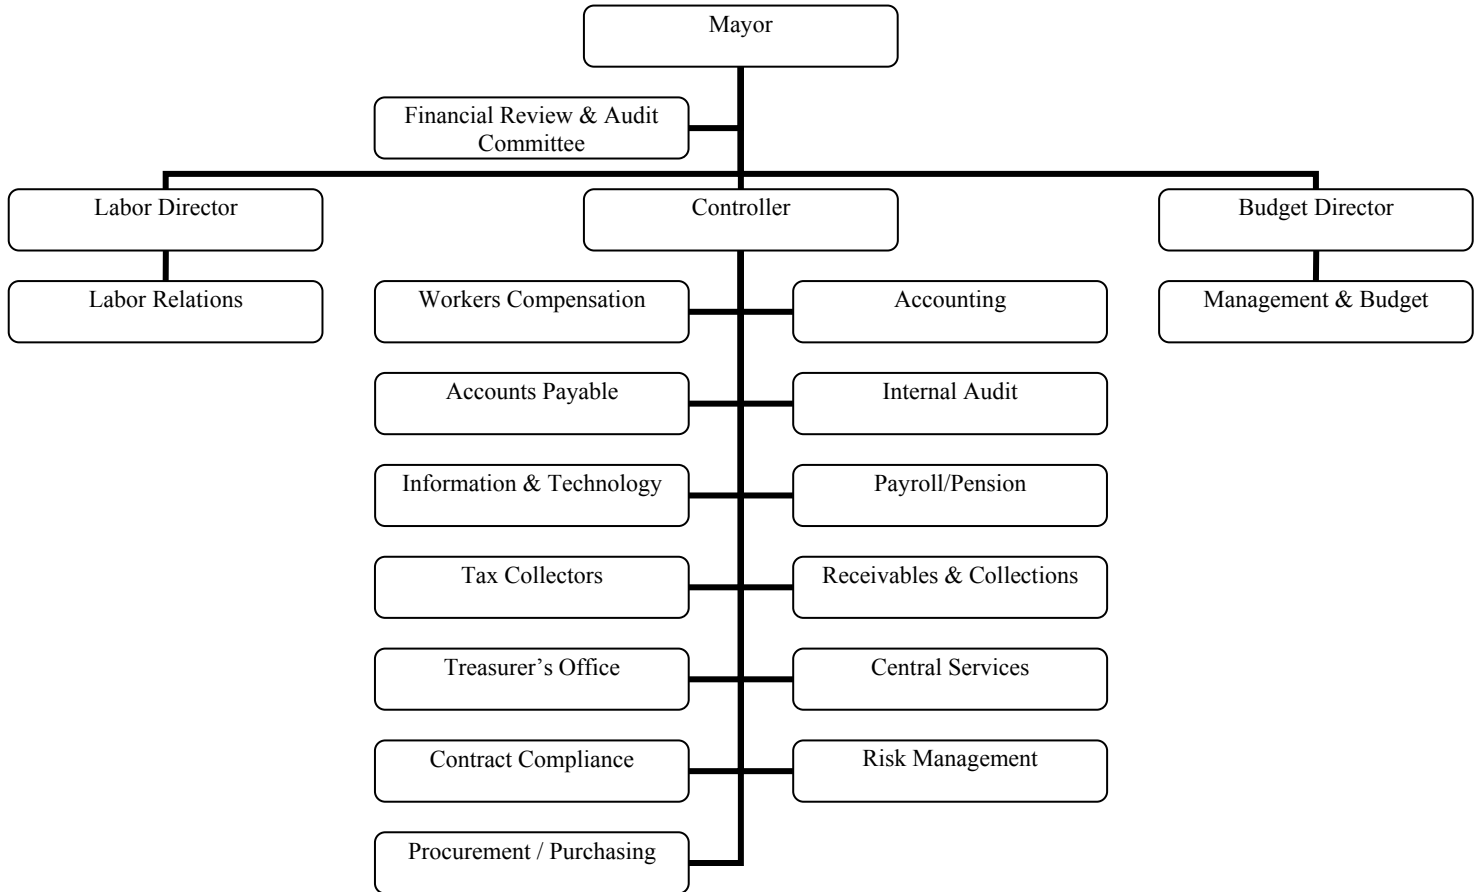 Mayor
Financial Review & Audit
Committee
Labor Director
Controller
Budget Director
Labor Relations
Workers Compensation
Accounting
Management & Budget
Accounts Payable
Internal Audit
Information & Technology
Payroll/Pension
Tax Collectors
Receivables & Collections
Treasurer’s Office
Central Services
Contract Compliance
Risk Management
Procurement / Purchasing